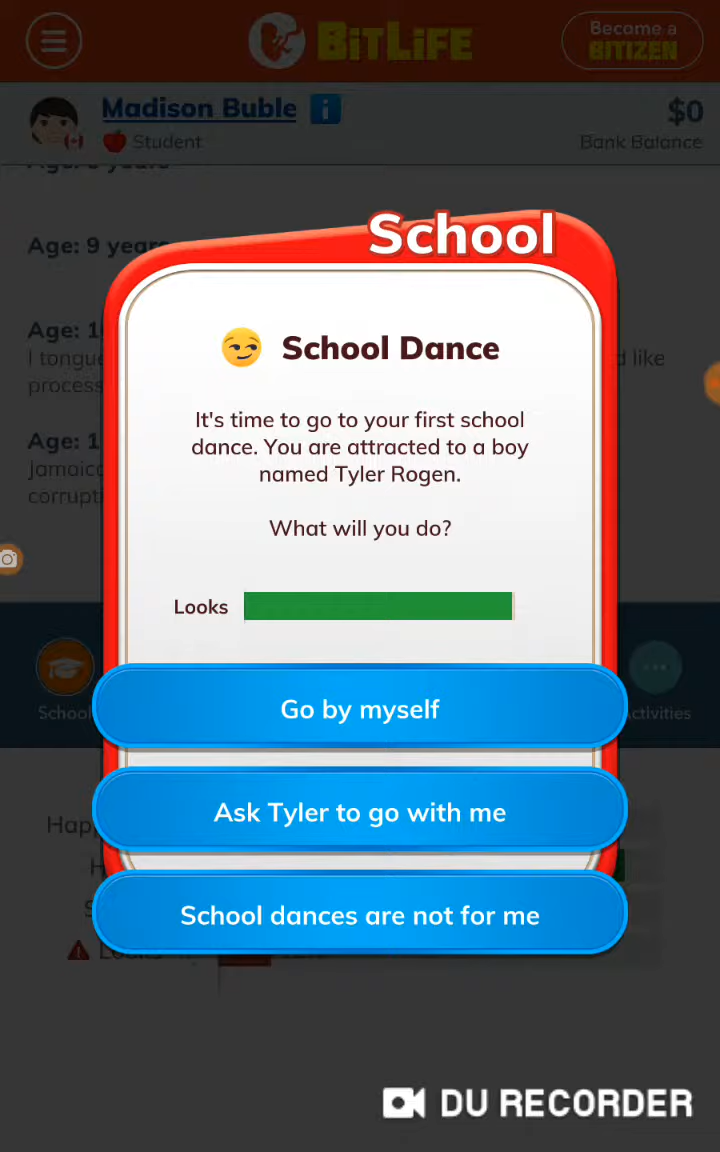 Become a
BITLIFE
BITIZEN
Madison Buble
$0
Student
Bank Balance
Age: 9 years
School
School Dance
It's time to go to your first school
dance. You are attracted to a boy
named Tyler Rogen.
What will you do?
Looks
Go by myself
Ask Tyler to go with me
School dances are not for me
School
DU RECORDER